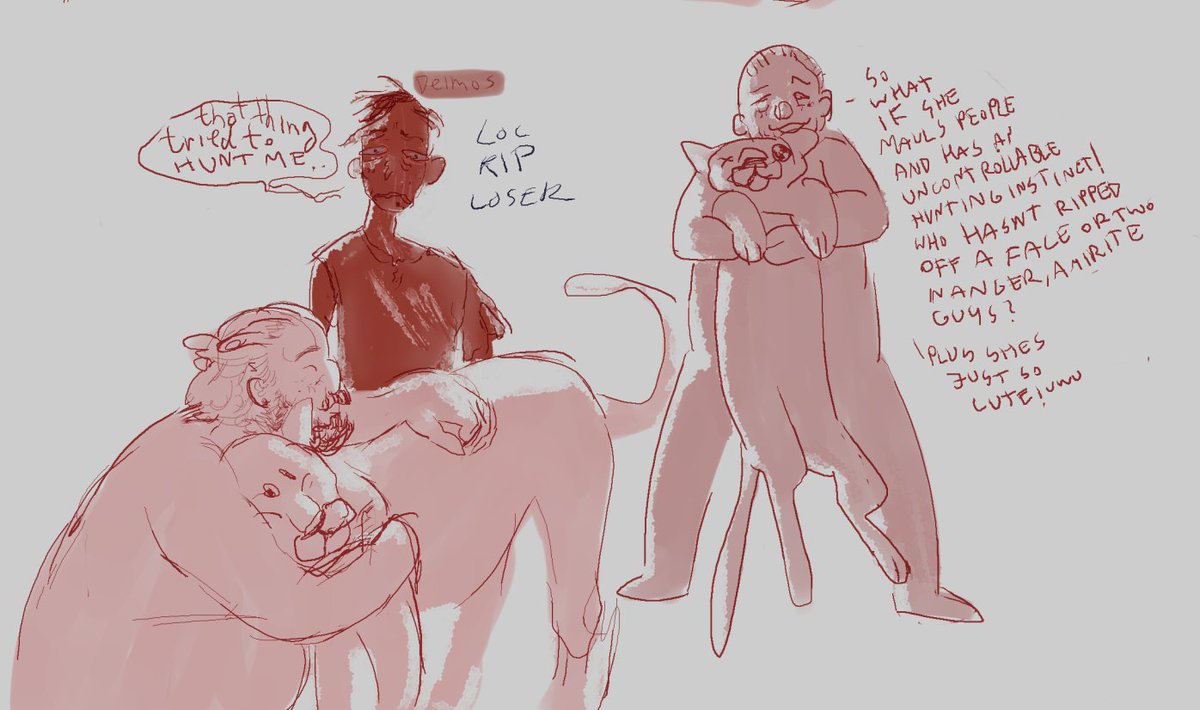 that thing
tried to
HUNT ME..
Deimos
LOL
RIP
LOSER
SO
WHAT
IF SHE
MAULS PEOPLE
AND HAS AN
UNCONTROLLABLE
HUNTING INSTINCT!
WHO HASNT RIPPED
OFF A FACE OR TWO
N ANGER, AMIRITE
GUYS?
PLUS SHES
JUST SO
CUTE! UWU